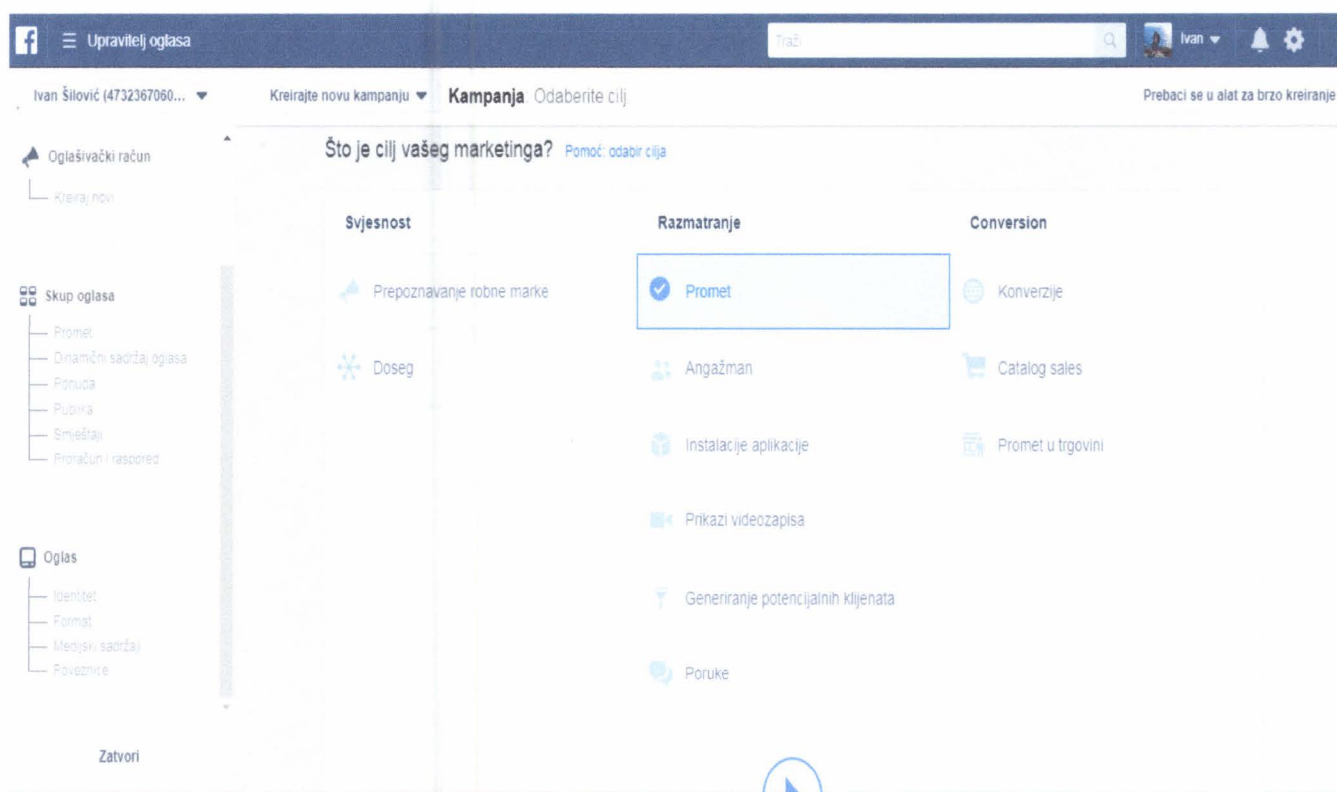 f Upravitelj oglasa Traži Ivan
Ivan Šilović (4732367060... Kreirajte novu kampanju Kampanja: Odaberite cilj Prebaci se u alat za brzo kreiranje
Oglašivački račun
Kreiraj novi
Skup oglasa
Promet
Dinamični sadržaj oglasa
Ponuda
Publika
Smještaji
Proračun i raspored
Oglas
Identitet
Format
Medijski sadržaj
Poveznice
Zatvori
Što je cilj vašeg marketinga? Pomoć: odabir cilja
Svjesnost
Prepoznavanje robne marke
Doseg
Razmatranje
Promet
Angažman
Instalacije aplikacije
Prikazi videozapisa
Generiranje potencijalnih klijenata
Poruke
Conversion
Konverzije
Catalog sales
Promet u trgovini